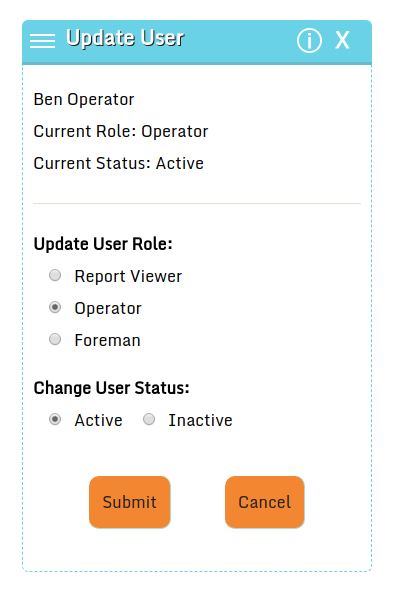 Update User
i
X
Ben Operator
Current Role: Operator
Current Status: Active
Update User Role:
Report Viewer
Operator
Foreman
Change User Status:
Active Inactive
Submit Cancel